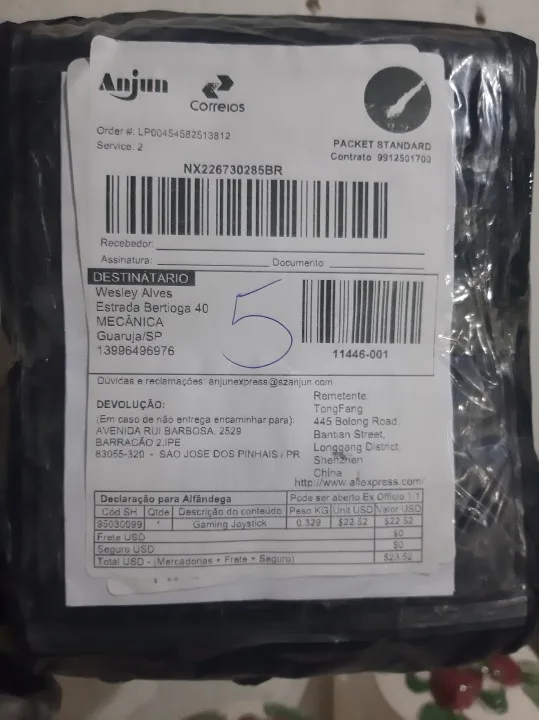 Anjun
Correios
Order #: LP00454582513812
Service: 2
PACKET STANDARD
Contrato 9912501700
NX226730285BR
Recebedor:
Assinatura: Documento:
DESTINATÁRIO
Wesley Alves
Estrada Bertioga 40
MECÂNICA
Guaruja/SP
13996496976
5
11446-001
Dúvidas e reclamações: anjunexpress@szanjun.com
DEVOLUÇÃO:
(Em caso de não entrega encaminhar para):
AVENIDA RUI BARBOSA, 2529
BARRACÃO 2,IPE
83055-320 - SAO JOSE DOS PINHAIS / PR
Remetente:
TongFang
445 Bolong Road,
Bantian Street,
Longgang District,
Shenzhen
China
http://www.aliexpress.com/
Declaração para Alfândega Pode ser aberto Ex Officio 1:1
Cód SH Qtde Descrição do conteúdo Peso KG Unit USD Valor USD
95030099 * Gaming Joystick 0.329 $22.52 $22.52
Frete USD $0
Seguro USD $0
Total USD - (Mercadorias + Frete + Seguro) $23.52